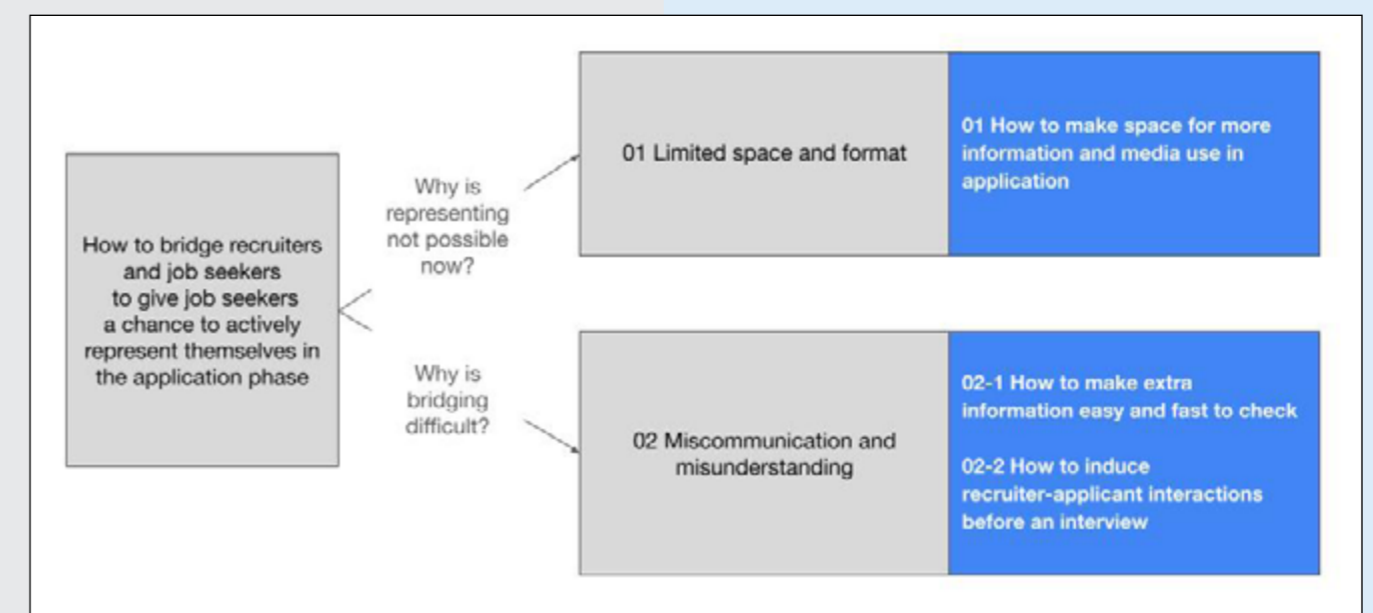 How to bridge recruiters
and job seekers
to give job seekers
a chance to actively
represent themselves in
the application phase
Why is
representing
not possible
now?
01 Limited space and format
01 How to make space for more
information and media use in
application
Why is
bridging
difficult?
02 Miscommunication and
misunderstanding
02-1 How to make extra
information easy and fast to check
02-2 How to induce
recruiter-applicant interactions
before an interview